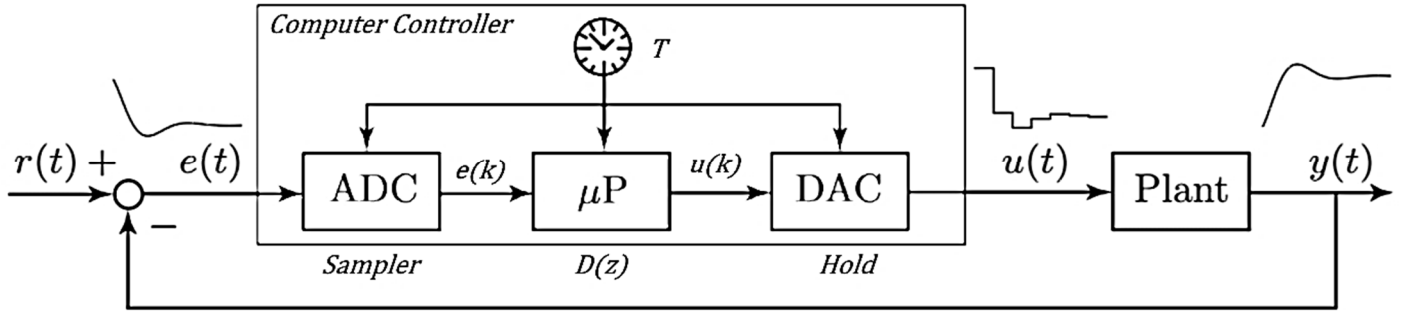 Computer Controller
T
r(t) +
e(t)
ADC
e(k)
μP
u(k)
DAC
u(t)
Plant
y(t)
−
Sampler
D(z)
Hold